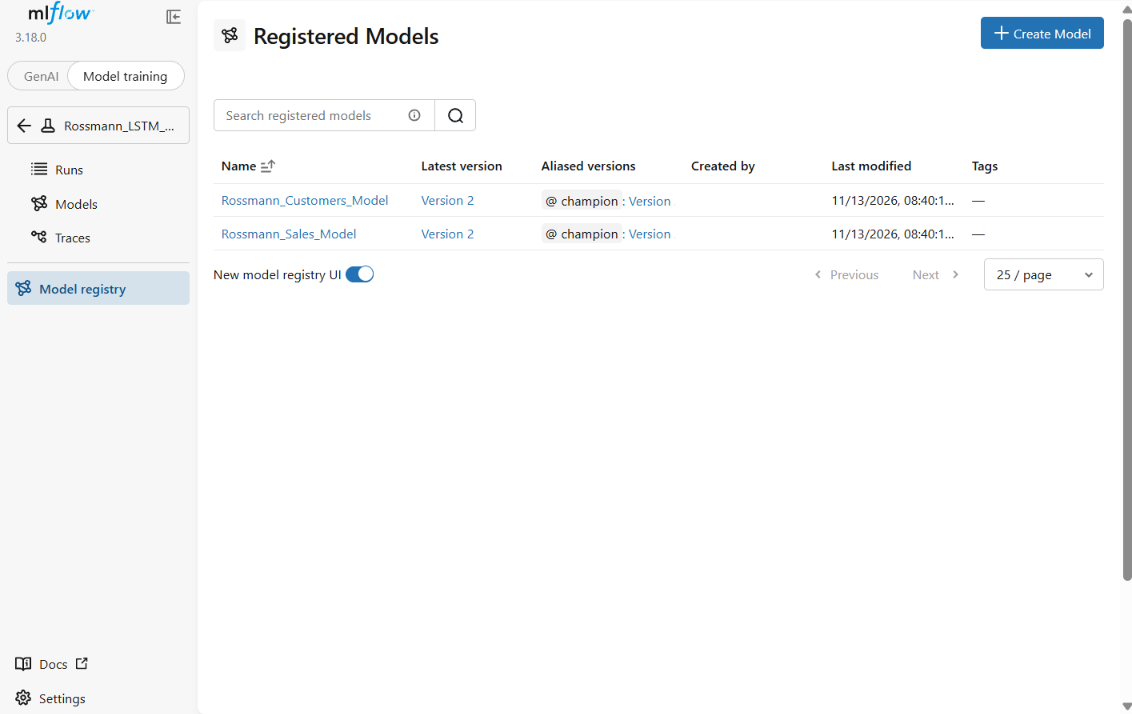 mlflow
3.18.0
GenAI Model training
Rossmann_LSTM_...
Runs
Models
Traces
Model registry
Docs
Settings
Registered Models
+ Create Model
Search registered models
Name Latest version Aliased versions Created by Last modified Tags
Rossmann_Customers_Model Version 2 @ champion : Version 11/13/2026, 08:40:1... —
Rossmann_Sales_Model Version 2 @ champion : Version 11/13/2026, 08:40:1... —
New model registry UI Previous Next 25 / page